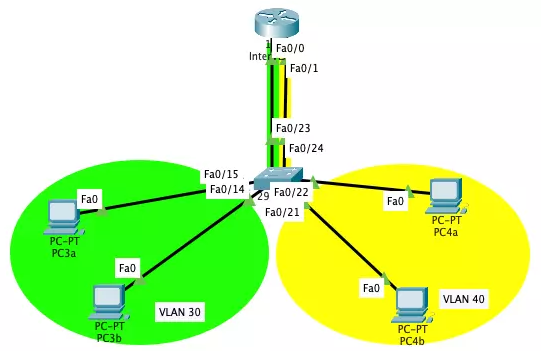 Fa0/0
Inter
Fa0/1
Fa0/23
Fa0/24
Fa0/15
Fa0/14
29
Fa0/22
Fa0/21
Fa0
PC-PT
PC3a
Fa0
PC-PT
PC4a
Fa0
PC-PT
PC3b
VLAN 30
Fa0
PC-PT
PC4b
VLAN 40